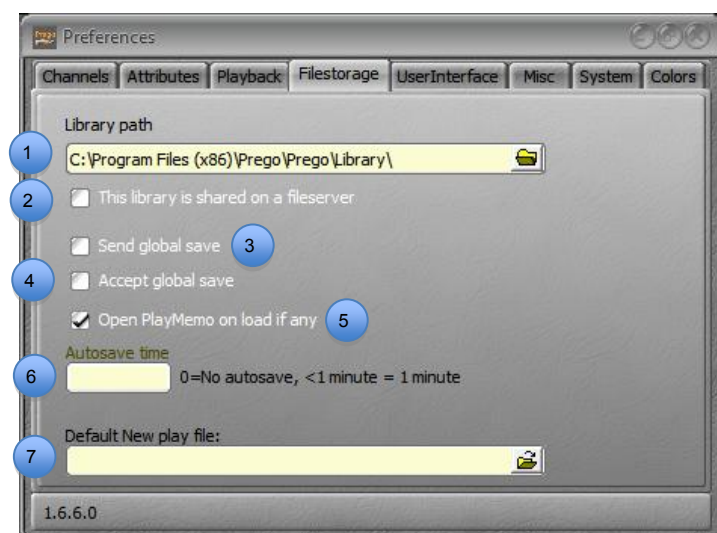 Prego Preferences
Channels Attributes Playback Filestorage UserInterface Misc System Colors
Library path
1 C:\Program Files (x86)\Prego\Prego\Library\
2 This library is shared on a fileserver
Send global save 3
4 Accept global save
Open PlayMemo on load if any 5
Autosave time
6 0=No autosave, <1 minute = 1 minute
Default New play file:
7
1.6.6.0